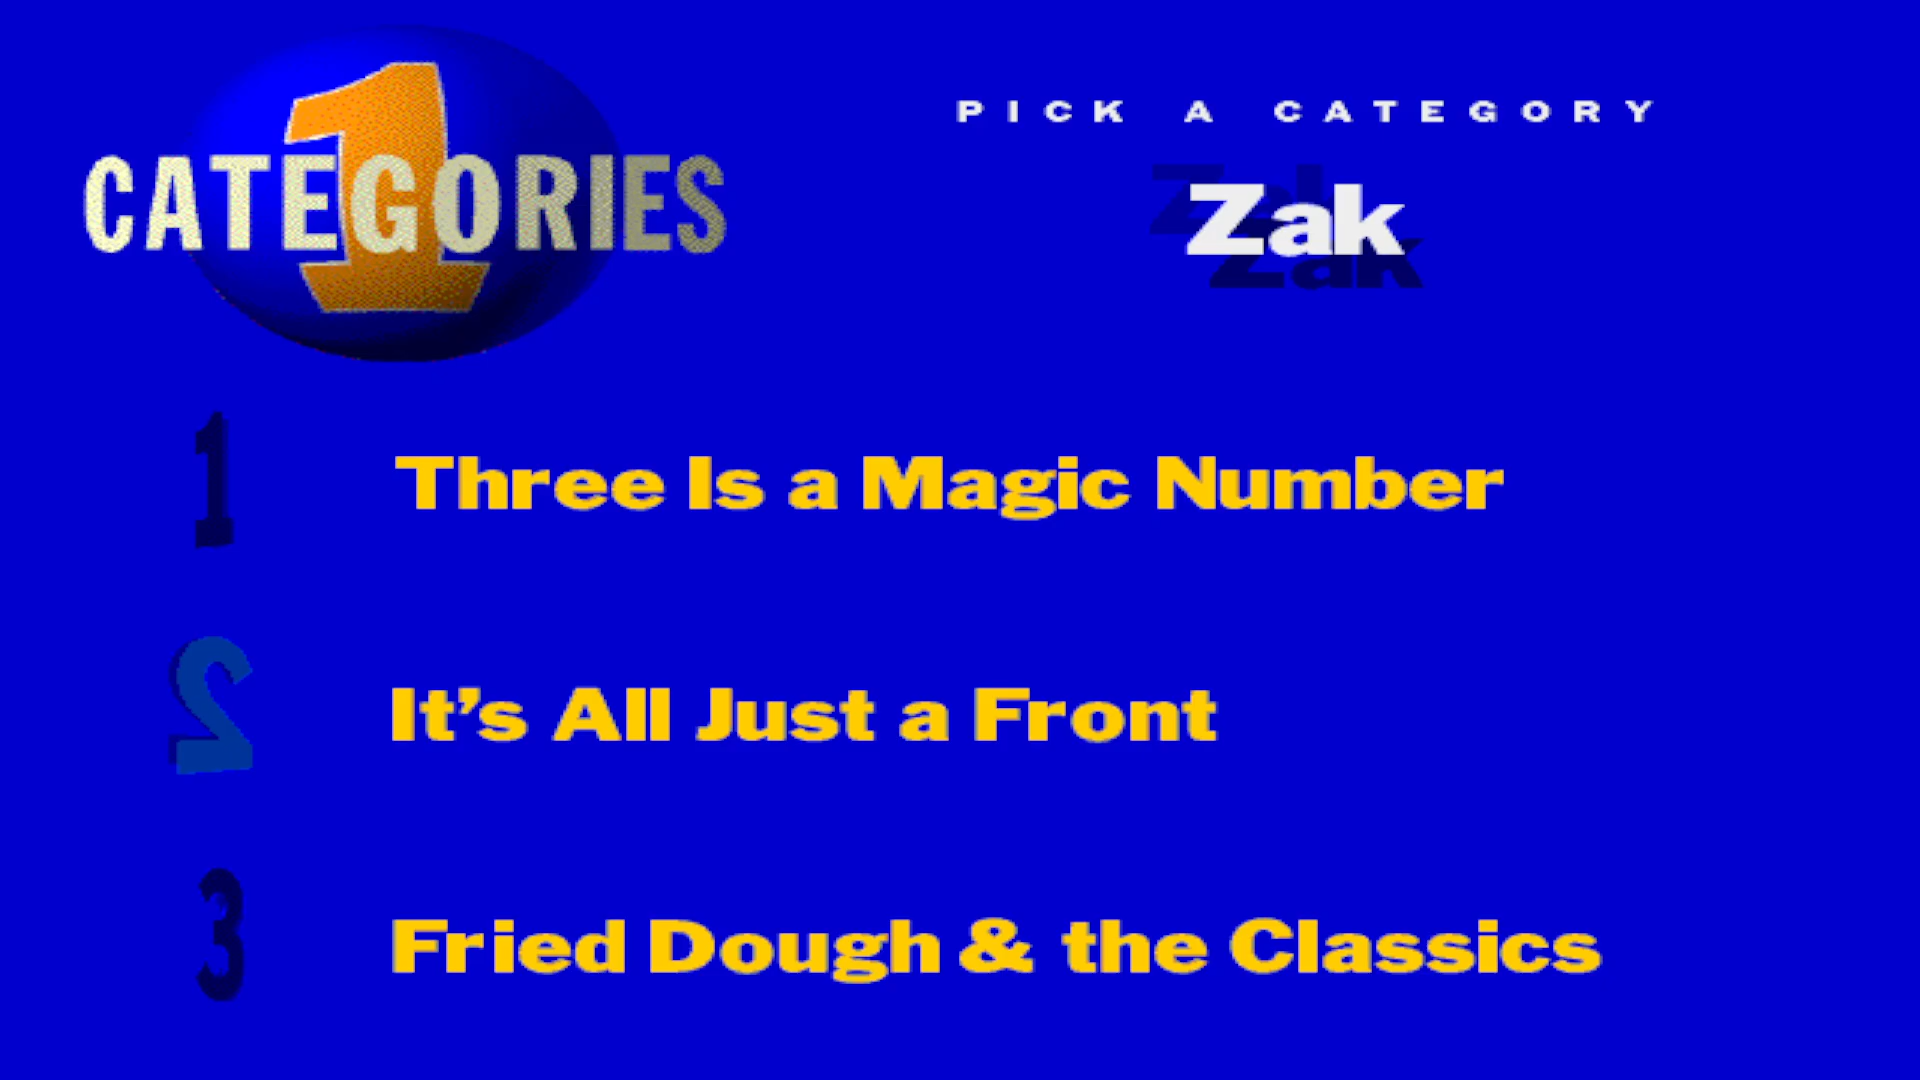 1
CATEGORIES
PICK A CATEGORY
Zak
1 Three Is a Magic Number
2 It’s All Just a Front
3 Fried Dough & the Classics